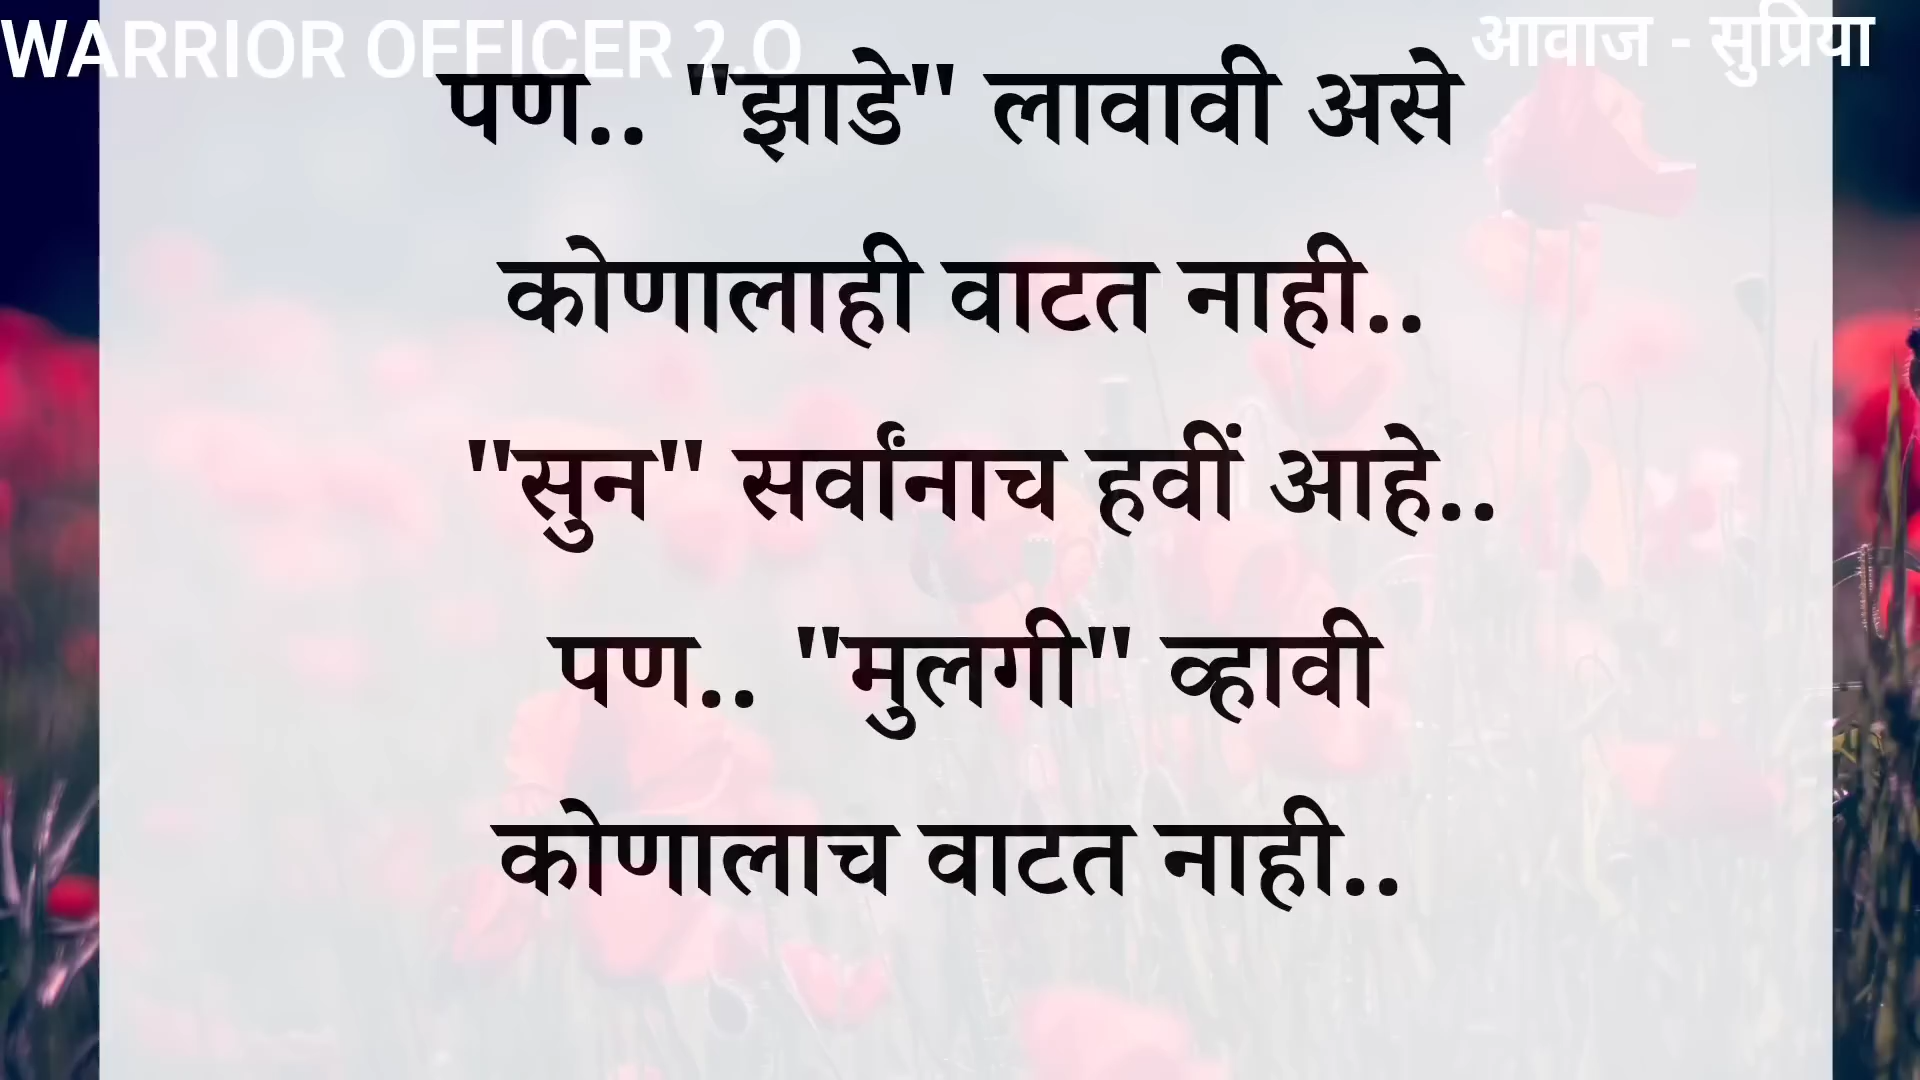 WARRIOR OFFICER 2.O
आवाज - सुप्रिया
पण.. "झाडे" लावावी असे
कोणालाही वाटत नाही..
"सुन" सर्वांनाच हवीं आहे..
पण.. "मुलगी" व्हावी
कोणालाच वाटत नाही..